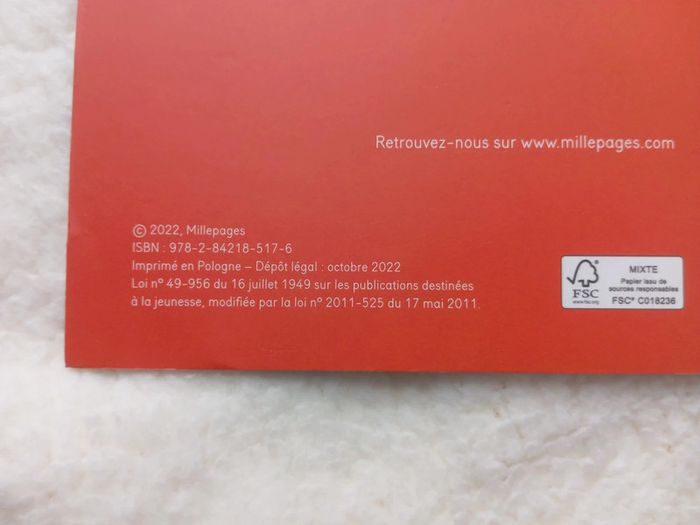 Retrouvez-nous sur www.millepages.com
© 2022, Millepages
ISBN : 978-2-84218-517-6
Imprimé en Pologne – Dépôt légal : octobre 2022
Loi nº 49-956 du 16 juillet 1949 sur les publications destinées
à la jeunesse, modifiée par la loi nº 2011-525 du 17 mai 2011.
FSC
www.fsc.org
MIXTE
Papier issu de
sources responsables
FSC® C018236